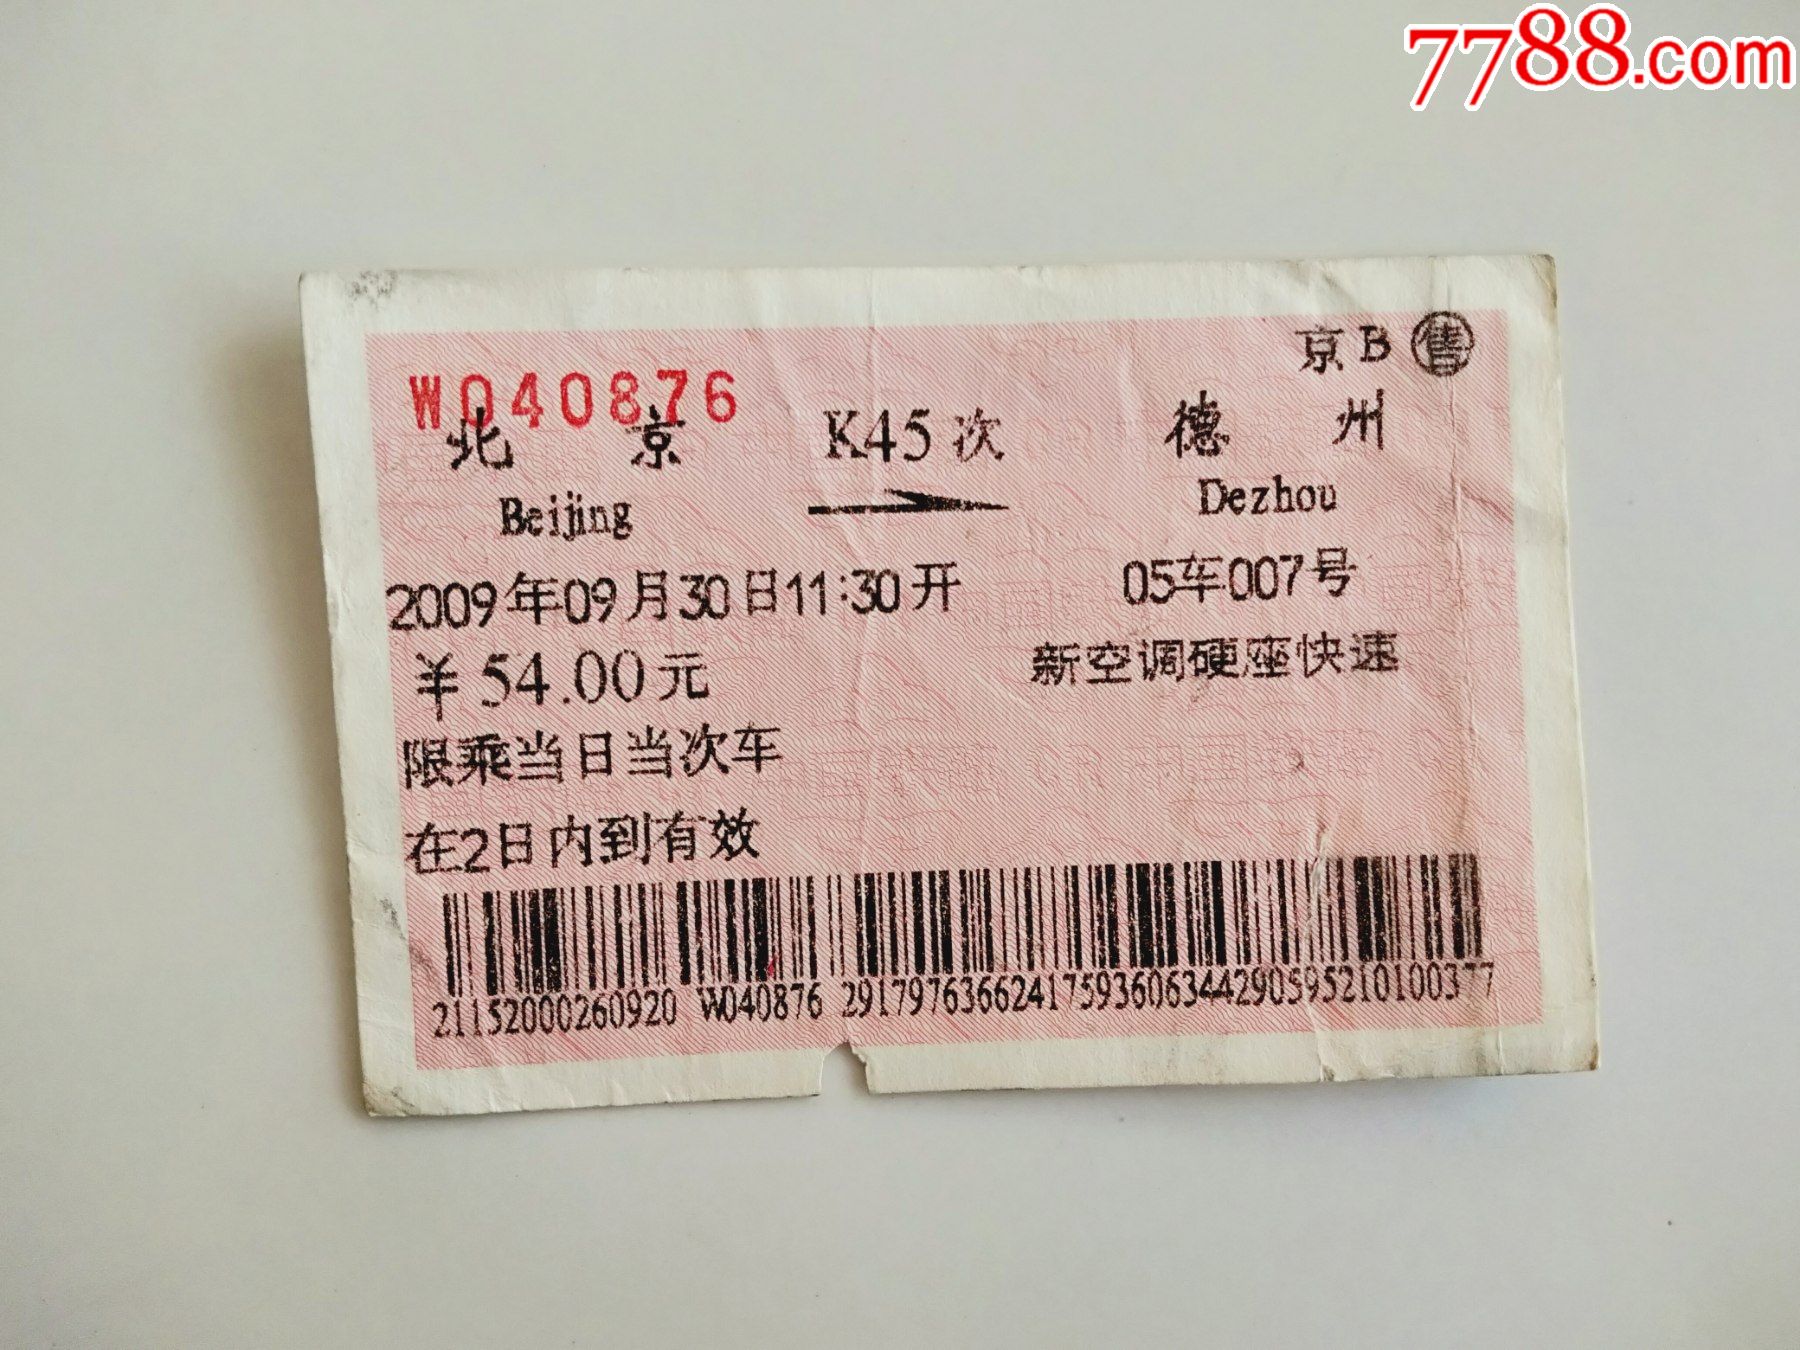 7788.com
京B 售
W040876
北京 K45次 德州
Beijing Dezhou
2009年09月30日11:30开 05车007号
¥54.00元 新空调硬座快速
限乘当日当次车
在2日内到有效
21152000260920 W040876 29179763662417593606344290595210100377